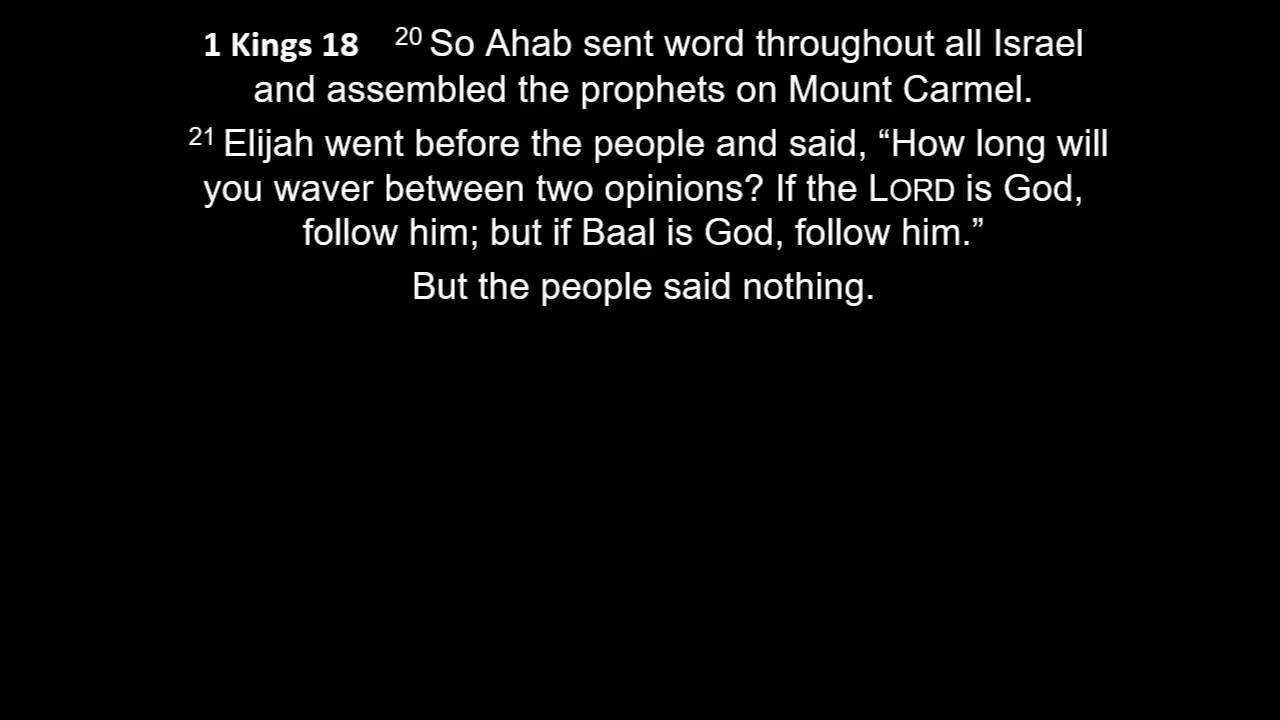 1 Kings 18 20 So Ahab sent word throughout all Israel
and assembled the prophets on Mount Carmel.
21 Elijah went before the people and said, “How long will
you waver between two opinions? If the LORD is God,
follow him; but if Baal is God, follow him.”
But the people said nothing.